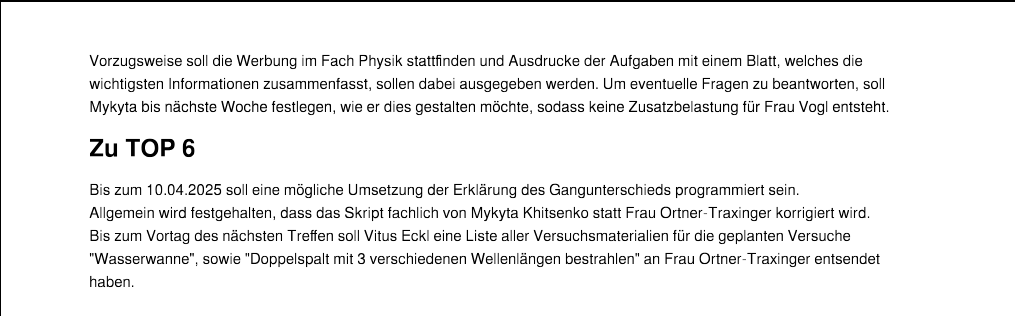 Vorzugsweise soll die Werbung im Fach Physik stattfinden und Ausdrucke der Aufgaben mit einem Blatt, welches die
wichtigsten Informationen zusammenfasst, sollen dabei ausgegeben werden. Um eventuelle Fragen zu beantworten, soll
Mykyta bis nächste Woche festlegen, wie er dies gestalten möchte, sodass keine Zusatzbelastung für Frau Vogl entsteht.
Zu TOP 6
Bis zum 10.04.2025 soll eine mögliche Umsetzung der Erklärung des Gangunterschieds programmiert sein.
Allgemein wird festgehalten, dass das Skript fachlich von Mykyta Khitsenko statt Frau Ortner-Traxinger korrigiert wird.
Bis zum Vortag des nächsten Treffen soll Vitus Eckl eine Liste aller Versuchsmaterialien für die geplanten Versuche
"Wasserwanne", sowie "Doppelspalt mit 3 verschiedenen Wellenlängen bestrahlen" an Frau Ortner-Traxinger entsendet
haben.